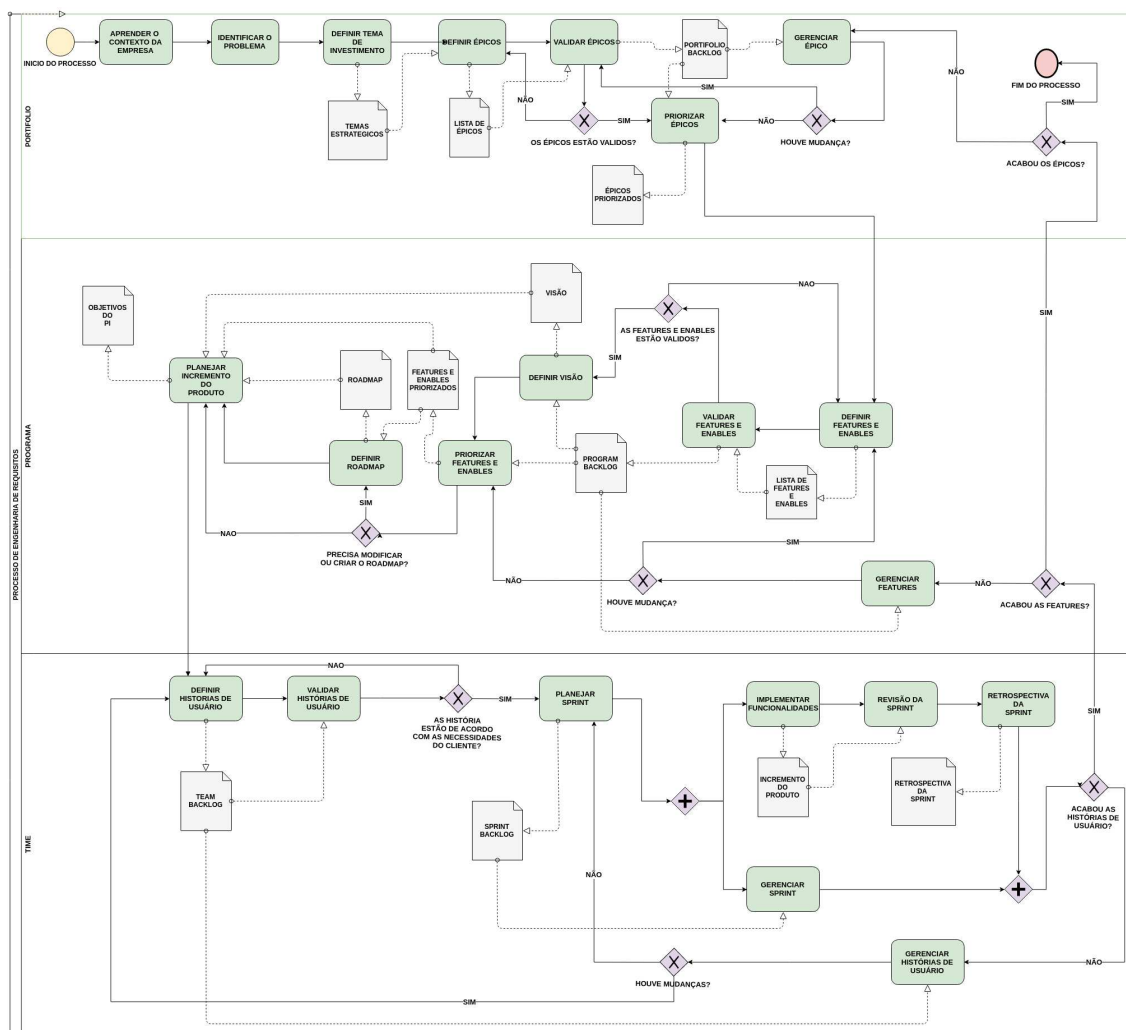 PROCESSO DE ENGENHARIA DE REQUISITOS
PORTIFOLIO
INICIO DO PROCESSO
APRENDER O
CONTEXTO DA
EMPRESA
IDENTIFICAR O
PROBLEMA
DEFINIR TEMA
DE
INVESTIMENTO
DEFINIR ÉPICOS
VALIDAR ÉPICOS
PORTIFOLIO
BACKLOG
GERENCIAR
ÉPICO
NÃO
FIM DO PROCESSO
SIM
TEMAS
ESTRATEGICOS
LISTA DE
ÉPICOS
NÃO
OS ÉPICOS ESTÃO VALIDOS?
SIM
PRIORIZAR
ÉPICOS
SIM
NÃO
HOUVE MUDANÇA?
ACABOU OS ÉPICOS?
ÉPICOS
PRIORIZADOS
PROGRAMA
OBJETIVOS
DO
PI
VISÃO
NAO
AS FEATURES E ENABLES
ESTÃO VALIDOS?
SIM
SIM
PLANEJAR
INCREMENTO
DO
PRODUTO
ROADMAP
FEATURES E
ENABLES
PRIORIZADOS
DEFINIR VISÃO
VALIDAR
FEATURES E
ENABLES
DEFINIR
FEATURES E
ENABLES
DEFINIR
ROADMAP
PRIORIZAR
FEATURES E
ENABLES
PROGRAM
BACKLOG
LISTA DE
FEATURES
E
ENABLES
SIM
NAO
PRECISA MODIFICAR
OU CRIAR O ROADMAP?
SIM
NÃO
HOUVE MUDANÇA?
GERENCIAR
FEATURES
NÃO
ACABOU AS FEATURES?
TIME
NAO
DEFINIR
HISTORIAS DE
USUÁRIO
VALIDAR
HISTÓRIAS DE
USUÁRIO
SIM
AS HISTÓRIA
ESTÃO DE ACORDO
COM AS NECESSIDADES
DO CLIENTE?
PLANEJAR
SPRINT
IMPLEMENTAR
FUNCIONALIDADES
REVISÃO DA
SPRINT
RETROSPECTIVA
DA
SPRINT
SIM
TEAM
BACKLOG
SPRINT
BACKLOG
INCREMENTO
DO
PRODUTO
RETROSPECTIVA
DA
SPRINT
ACABOU AS
HISTÓRIAS DE
USUÁRIO?
NÃO
GERENCIAR
SPRINT
GERENCIAR
HISTÓRIAS DE
USUÁRIO
NÃO
HOUVE MUDANÇAS?
SIM